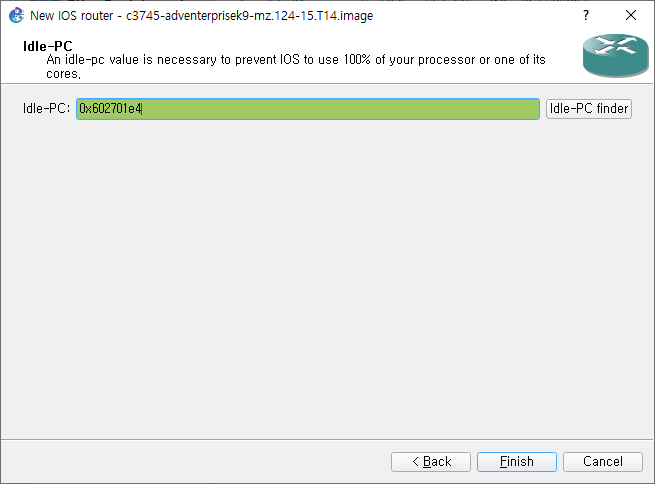 New IOS router - c3745-adventerprisek9-mz.124-15.T14.image
?
Idle-PC
An idle-pc value is necessary to prevent IOS to use 100% of your processor or one of its
cores.
Idle-PC: 0x602701e4 Idle-PC finder
< Back Finish Cancel